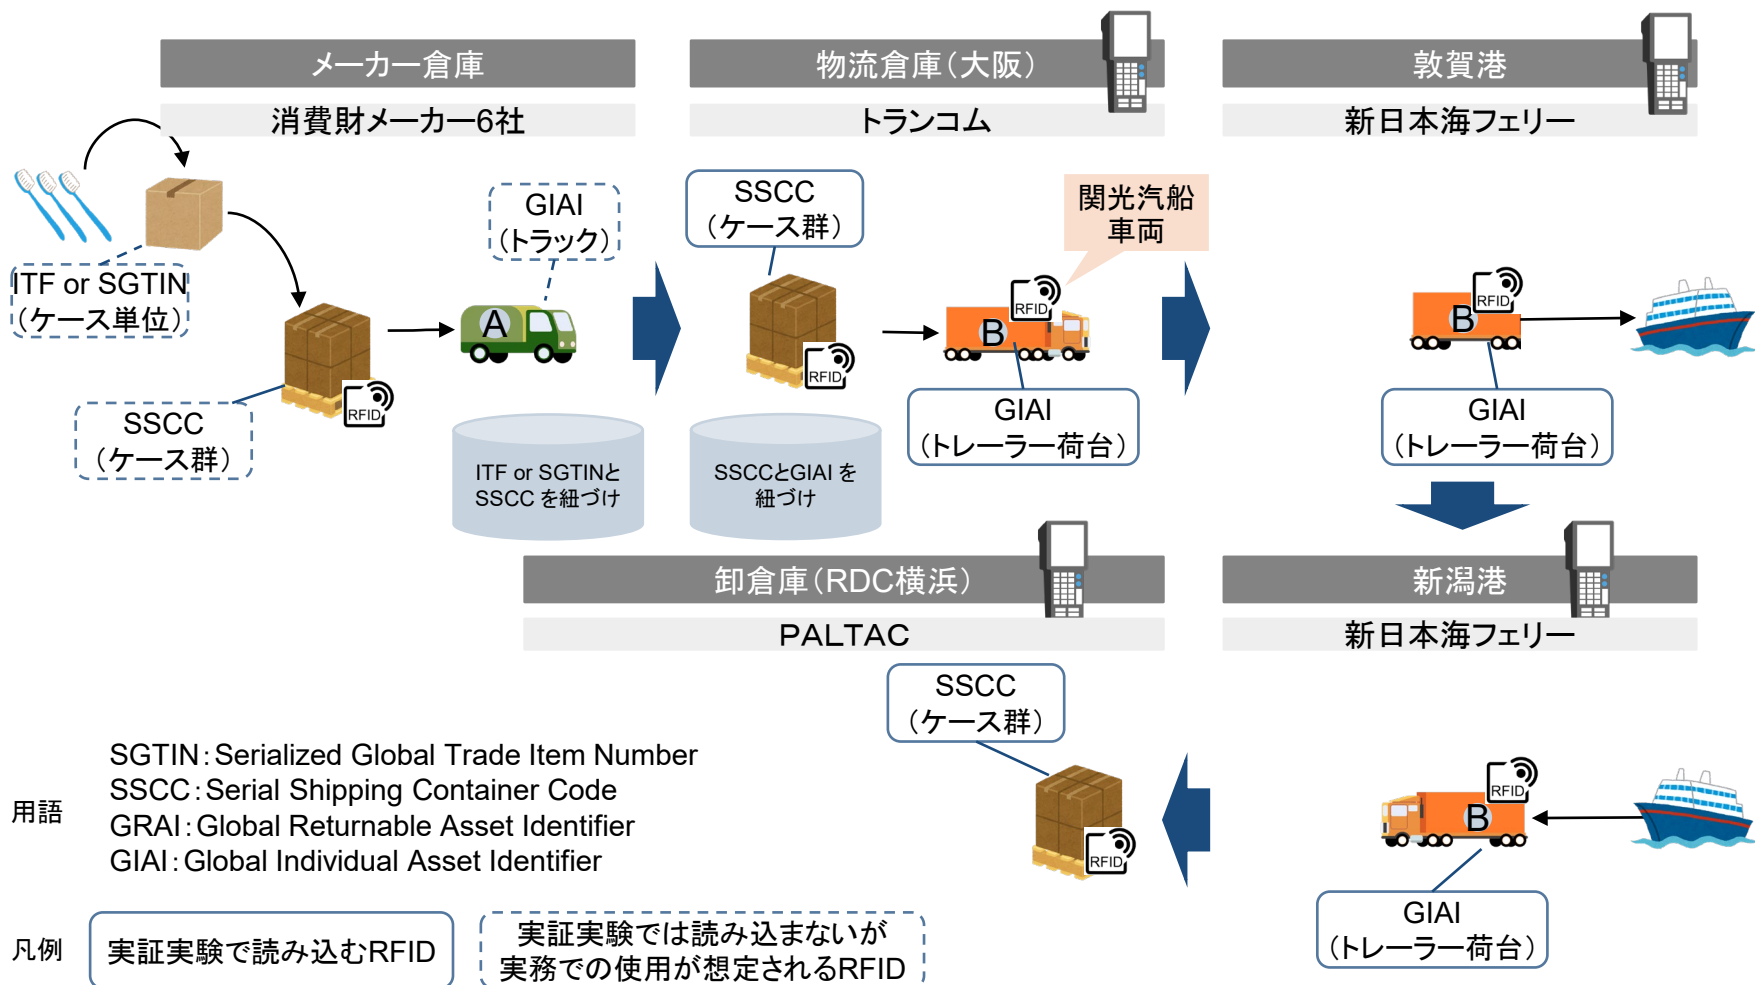 メーカー倉庫
消費財メーカー6社
物流倉庫（大阪）
トランコム
敦賀港
新日本海フェリー
ITF or SGTIN
（ケース単位）
SSCC
（ケース群）
RFID
GIAI
（トラック）
A
ITF or SGTINと
SSCC を紐づけ
SSCC
（ケース群）
RFID
関光汽船
車両
RFID
B
GIAI
（トレーラー荷台）
SSCCとGIAI を
紐づけ
RFID
B
GIAI
（トレーラー荷台）
卸倉庫（RDC横浜）
PALTAC
新潟港
新日本海フェリー
SSCC
（ケース群）
RFID
RFID
B
GIAI
（トレーラー荷台）
用語
SGTIN：Serialized Global Trade Item Number
SSCC：Serial Shipping Container Code
GRAI：Global Returnable Asset Identifier
GIAI：Global Individual Asset Identifier
凡例
実証実験で読み込むRFID
実証実験では読み込まないが
実務での使用が想定されるRFID